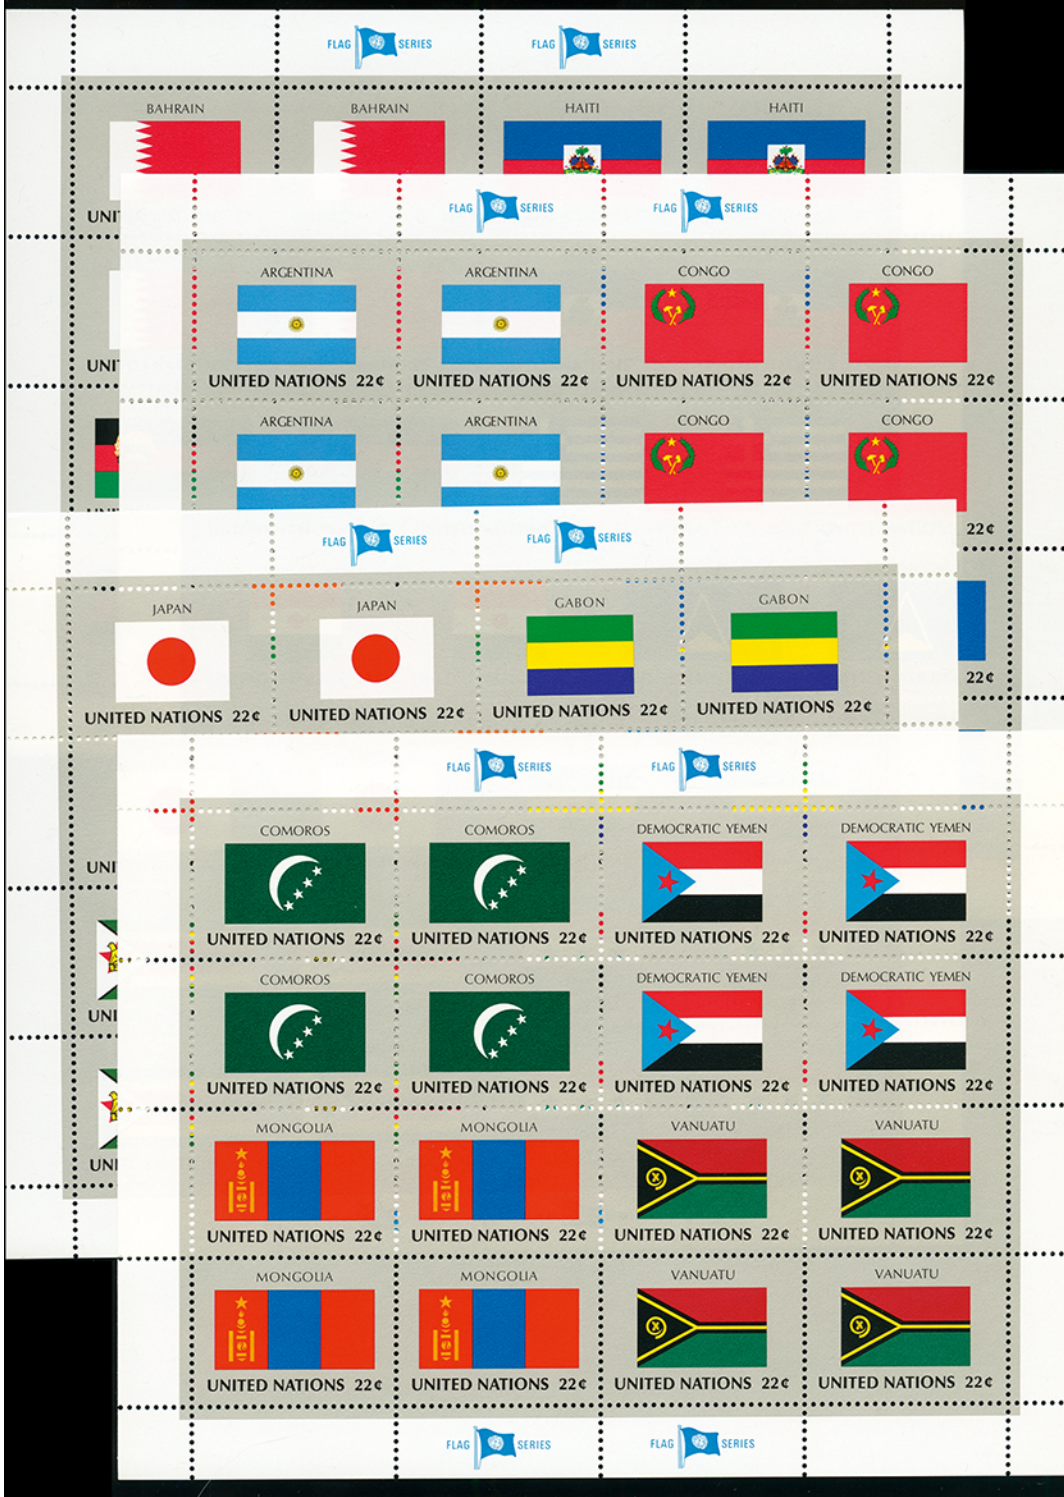 FLAG SERIES FLAG SERIES
BAHRAIN BAHRAIN HAITI HAITI
UNI
FLAG SERIES FLAG SERIES
ARGENTINA ARGENTINA CONGO CONGO
UNI
UNITED NATIONS 22¢ UNITED NATIONS 22¢ UNITED NATIONS 22¢ UNITED NATIONS 22¢
ARGENTINA ARGENTINA CONGO CONGO
22¢
FLAG SERIES FLAG SERIES
JAPAN JAPAN GABON GABON
22¢
UNITED NATIONS 22¢ UNITED NATIONS 22¢ UNITED NATIONS 22¢ UNITED NATIONS 22¢
FLAG SERIES FLAG SERIES
COMOROS COMOROS DEMOCRATIC YEMEN DEMOCRATIC YEMEN
UNI
UNITED NATIONS 22¢ UNITED NATIONS 22¢ UNITED NATIONS 22¢ UNITED NATIONS 22¢
COMOROS COMOROS DEMOCRATIC YEMEN DEMOCRATIC YEMEN
UNI
UNITED NATIONS 22¢ UNITED NATIONS 22¢ UNITED NATIONS 22¢ UNITED NATIONS 22¢
MONGOLIA MONGOLIA VANUATU VANUATU
UNI
UNITED NATIONS 22¢ UNITED NATIONS 22¢ UNITED NATIONS 22¢ UNITED NATIONS 22¢
MONGOLIA MONGOLIA VANUATU VANUATU
UNITED NATIONS 22¢ UNITED NATIONS 22¢ UNITED NATIONS 22¢ UNITED NATIONS 22¢
FLAG SERIES FLAG SERIES